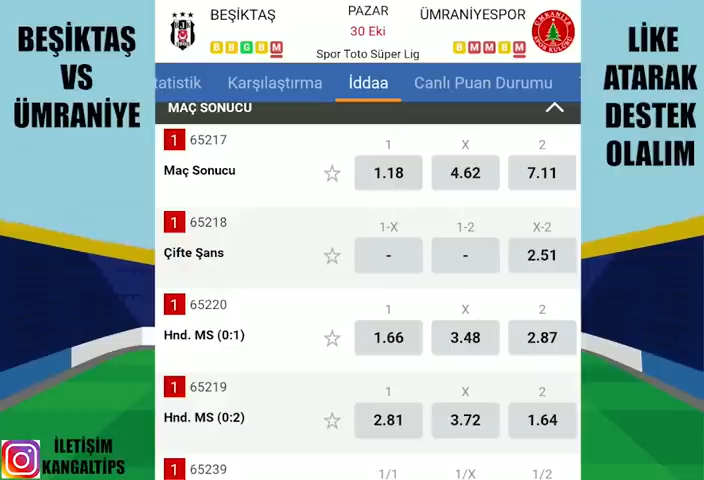 BEŞİKTAŞ
VS
ÜMRANİYE
BEŞİKTAŞ
B B G B M
PAZAR
30 Eki
Spor Toto Süper Lig
ÜMRANİYESPOR
B M M B M
LİKE
ATARAK
DESTEK
OLALIM
tatistik Karşılaştırma İddaa Canlı Puan Durumu
MAÇ SONUCU
1 65217 1 X 2
Maç Sonucu 1.18 4.62 7.11
1 65218 1-X 1-2 X-2
Çifte Şans - - 2.51
1 65220 1 X 2
Hnd. MS (0:1) 1.66 3.48 2.87
1 65219 1 X 2
Hnd. MS (0:2) 2.81 3.72 1.64
1 65239 1/1 1/X 1/2
İLETİŞİM
KANGALTİPS